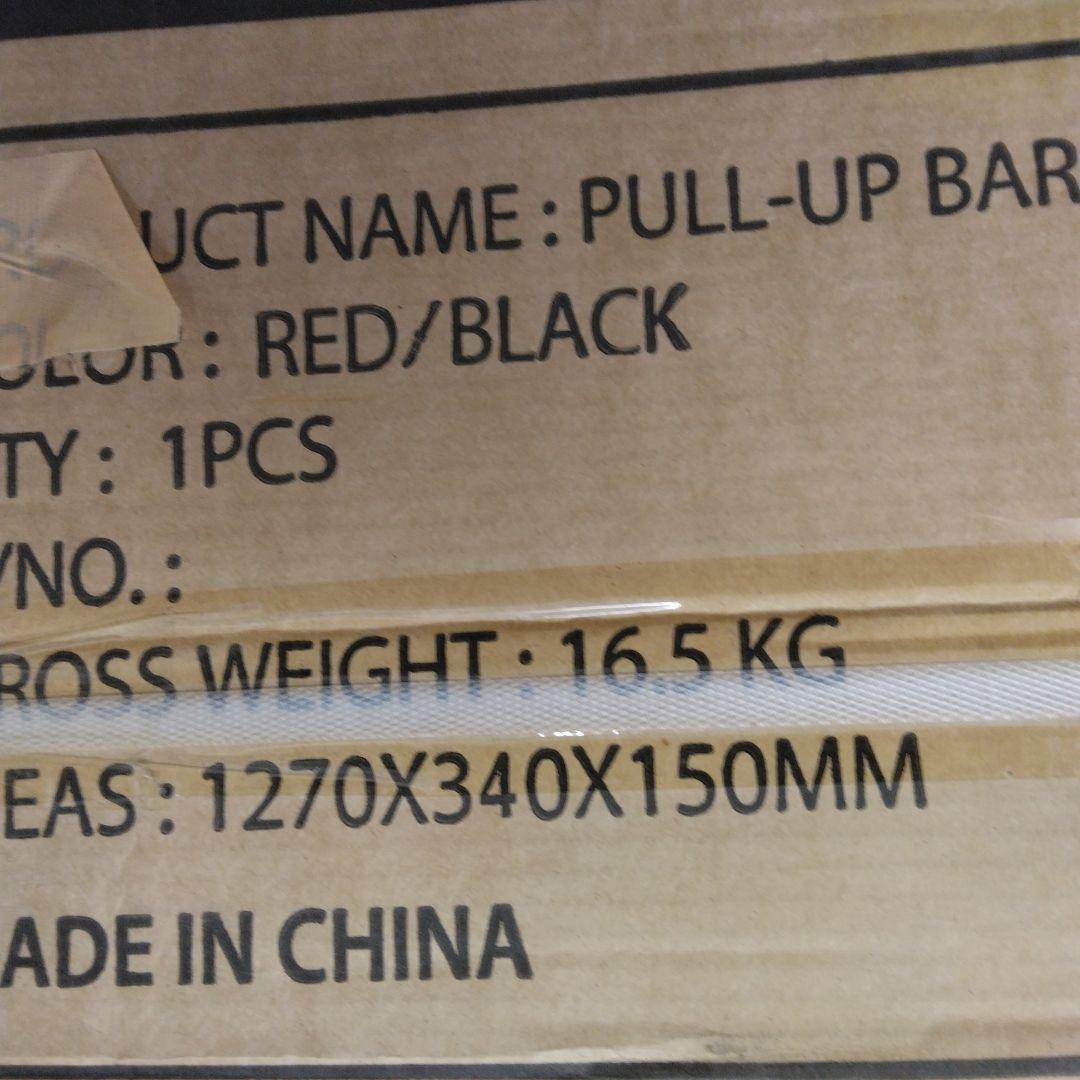 UCT NAME : PULL-UP BAR
OLOR : RED/BLACK
TY : 1PCS
/NO. :
ROSS WEIGHT : 16.5 KG
EAS : 1270X340X150MM
ADE IN CHINA